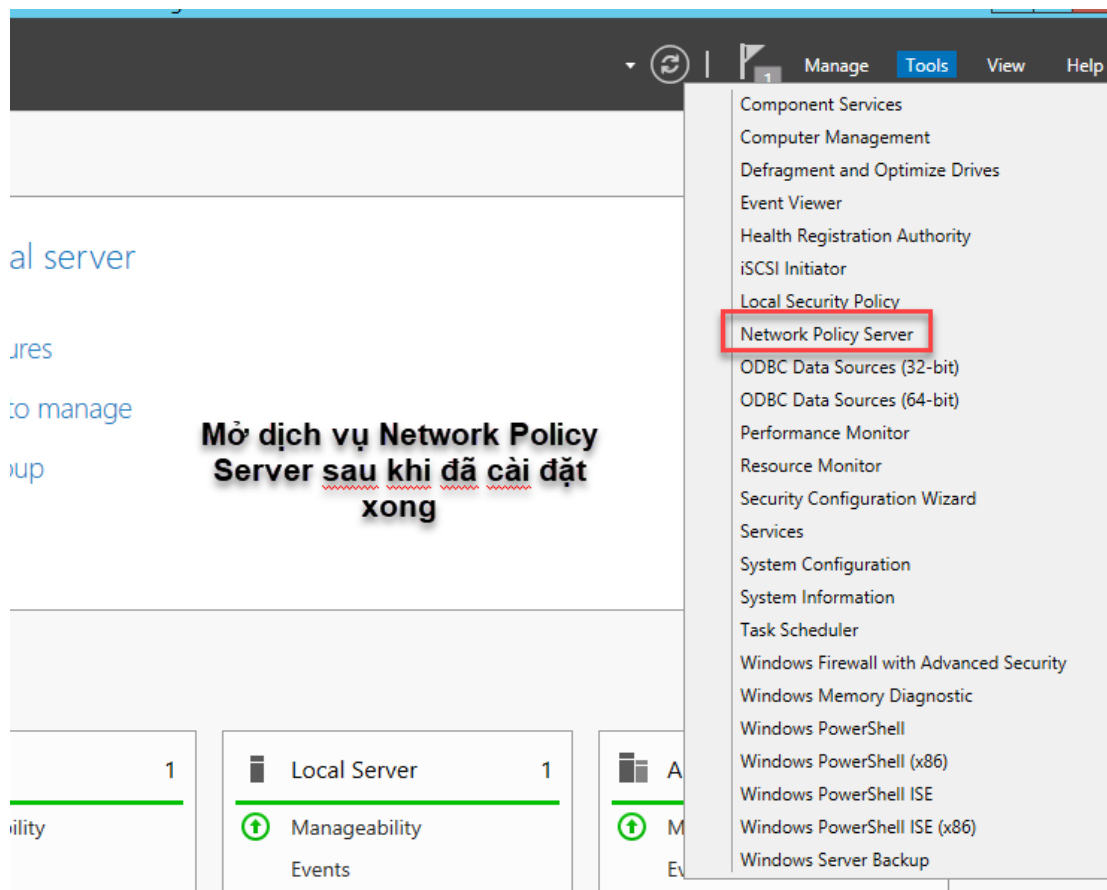 1
Manage
Tools
View
Help
Component Services
Computer Management
Defragment and Optimize Drives
Event Viewer
Health Registration Authority
iSCSI Initiator
Local Security Policy
Network Policy Server
ODBC Data Sources (32-bit)
ODBC Data Sources (64-bit)
Performance Monitor
Resource Monitor
Security Configuration Wizard
Services
System Configuration
System Information
Task Scheduler
Windows Firewall with Advanced Security
Windows Memory Diagnostic
Windows PowerShell
Windows PowerShell (x86)
Windows PowerShell ISE
Windows PowerShell ISE (x86)
Windows Server Backup
al server
ures
to manage
oup
Mở dịch vụ Network Policy
Server sau khi đã cài đặt
xong
1
ility
Local Server 1
Manageability
Events
A
M
Ev